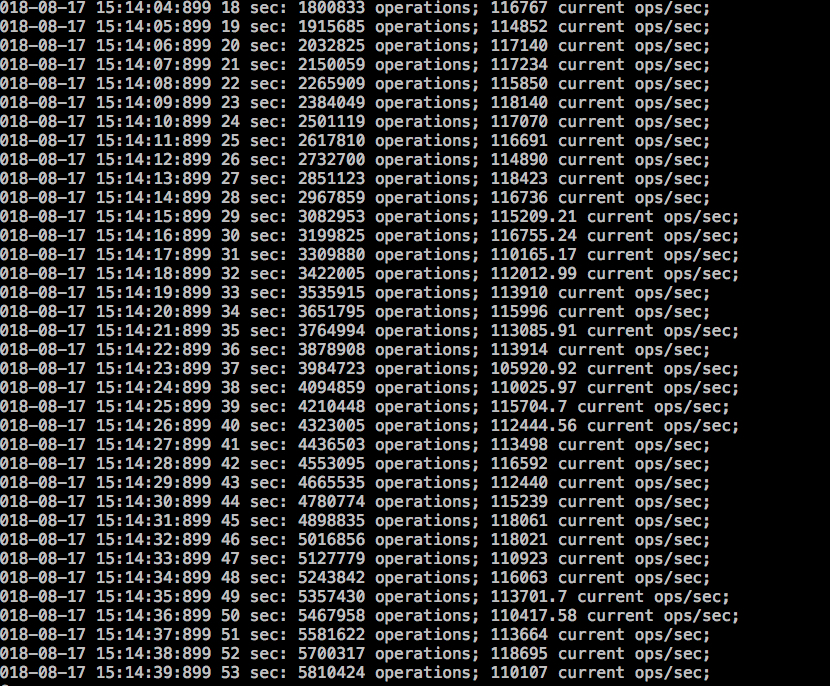 018-08-17 15:14:04:899 18 sec: 1800833 operations; 116767 current ops/sec;
018-08-17 15:14:05:899 19 sec: 1915685 operations; 114852 current ops/sec;
018-08-17 15:14:06:899 20 sec: 2032825 operations; 117140 current ops/sec;
018-08-17 15:14:07:899 21 sec: 2150059 operations; 117234 current ops/sec;
018-08-17 15:14:08:899 22 sec: 2265909 operations; 115850 current ops/sec;
018-08-17 15:14:09:899 23 sec: 2384049 operations; 118140 current ops/sec;
018-08-17 15:14:10:899 24 sec: 2501119 operations; 117070 current ops/sec;
018-08-17 15:14:11:899 25 sec: 2617810 operations; 116691 current ops/sec;
018-08-17 15:14:12:899 26 sec: 2732700 operations; 114890 current ops/sec;
018-08-17 15:14:13:899 27 sec: 2851123 operations; 118423 current ops/sec;
018-08-17 15:14:14:899 28 sec: 2967859 operations; 116736 current ops/sec;
018-08-17 15:14:15:899 29 sec: 3082953 operations; 115209.21 current ops/sec;
018-08-17 15:14:16:899 30 sec: 3199825 operations; 116755.24 current ops/sec;
018-08-17 15:14:17:899 31 sec: 3309880 operations; 110165.17 current ops/sec;
018-08-17 15:14:18:899 32 sec: 3422005 operations; 112012.99 current ops/sec;
018-08-17 15:14:19:899 33 sec: 3535915 operations; 113910 current ops/sec;
018-08-17 15:14:20:899 34 sec: 3651795 operations; 115996 current ops/sec;
018-08-17 15:14:21:899 35 sec: 3764994 operations; 113085.91 current ops/sec;
018-08-17 15:14:22:899 36 sec: 3878908 operations; 113914 current ops/sec;
018-08-17 15:14:23:899 37 sec: 3984723 operations; 105920.92 current ops/sec;
018-08-17 15:14:24:899 38 sec: 4094859 operations; 110025.97 current ops/sec;
018-08-17 15:14:25:899 39 sec: 4210448 operations; 115704.7 current ops/sec;
018-08-17 15:14:26:899 40 sec: 4323005 operations; 112444.56 current ops/sec;
018-08-17 15:14:27:899 41 sec: 4436503 operations; 113498 current ops/sec;
018-08-17 15:14:28:899 42 sec: 4553095 operations; 116592 current ops/sec;
018-08-17 15:14:29:899 43 sec: 4665535 operations; 112440 current ops/sec;
018-08-17 15:14:30:899 44 sec: 4780774 operations; 115239 current ops/sec;
018-08-17 15:14:31:899 45 sec: 4898835 operations; 118061 current ops/sec;
018-08-17 15:14:32:899 46 sec: 5016856 operations; 118021 current ops/sec;
018-08-17 15:14:33:899 47 sec: 5127779 operations; 110923 current ops/sec;
018-08-17 15:14:34:899 48 sec: 5243842 operations; 116063 current ops/sec;
018-08-17 15:14:35:899 49 sec: 5357430 operations; 113701.7 current ops/sec;
018-08-17 15:14:36:899 50 sec: 5467958 operations; 110417.58 current ops/sec;
018-08-17 15:14:37:899 51 sec: 5581622 operations; 113664 current ops/sec;
018-08-17 15:14:38:899 52 sec: 5700317 operations; 118695 current ops/sec;
018-08-17 15:14:39:899 53 sec: 5810424 operations; 110107 current ops/sec;